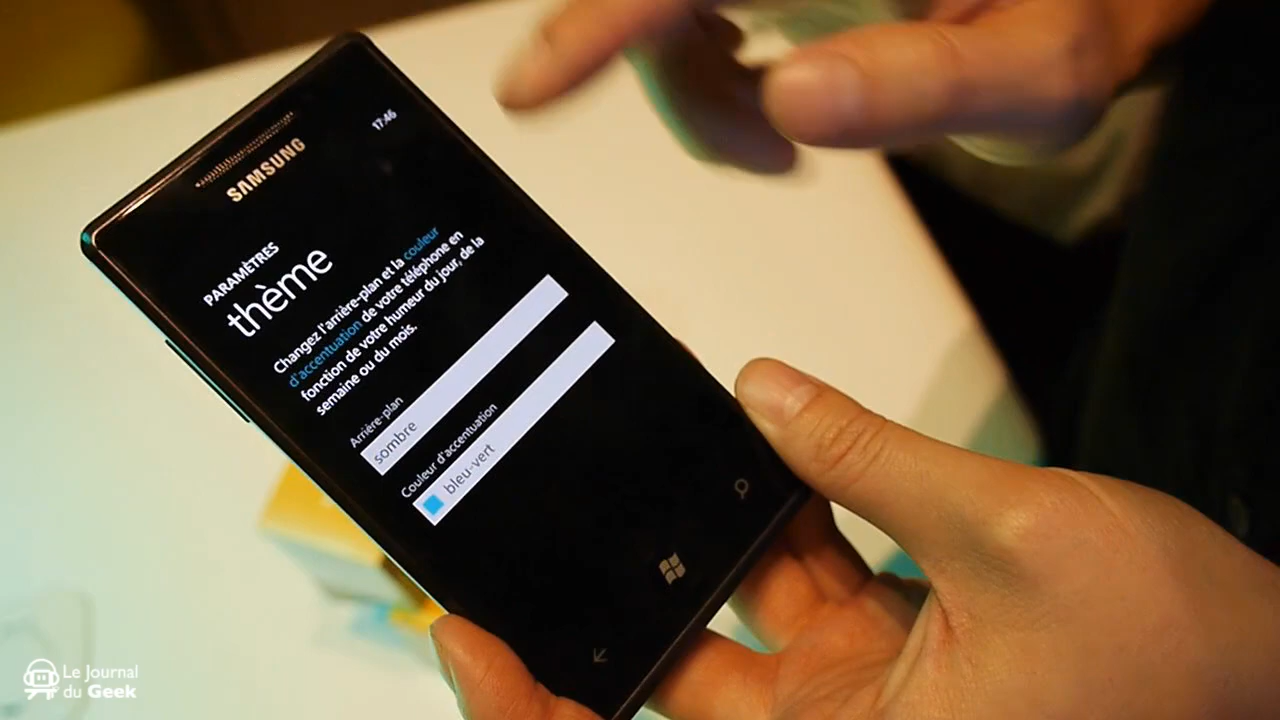 17:46
SAMSUNG
PARAMÈTRES
thème
Changez l'arrière-plan et la couleur
d'accentuation de votre téléphone en
fonction de votre humeur du jour, de la
semaine ou du mois.
Arrière-plan
sombre
Couleur d'accentuation
bleu-vert
Le Journal
du Geek